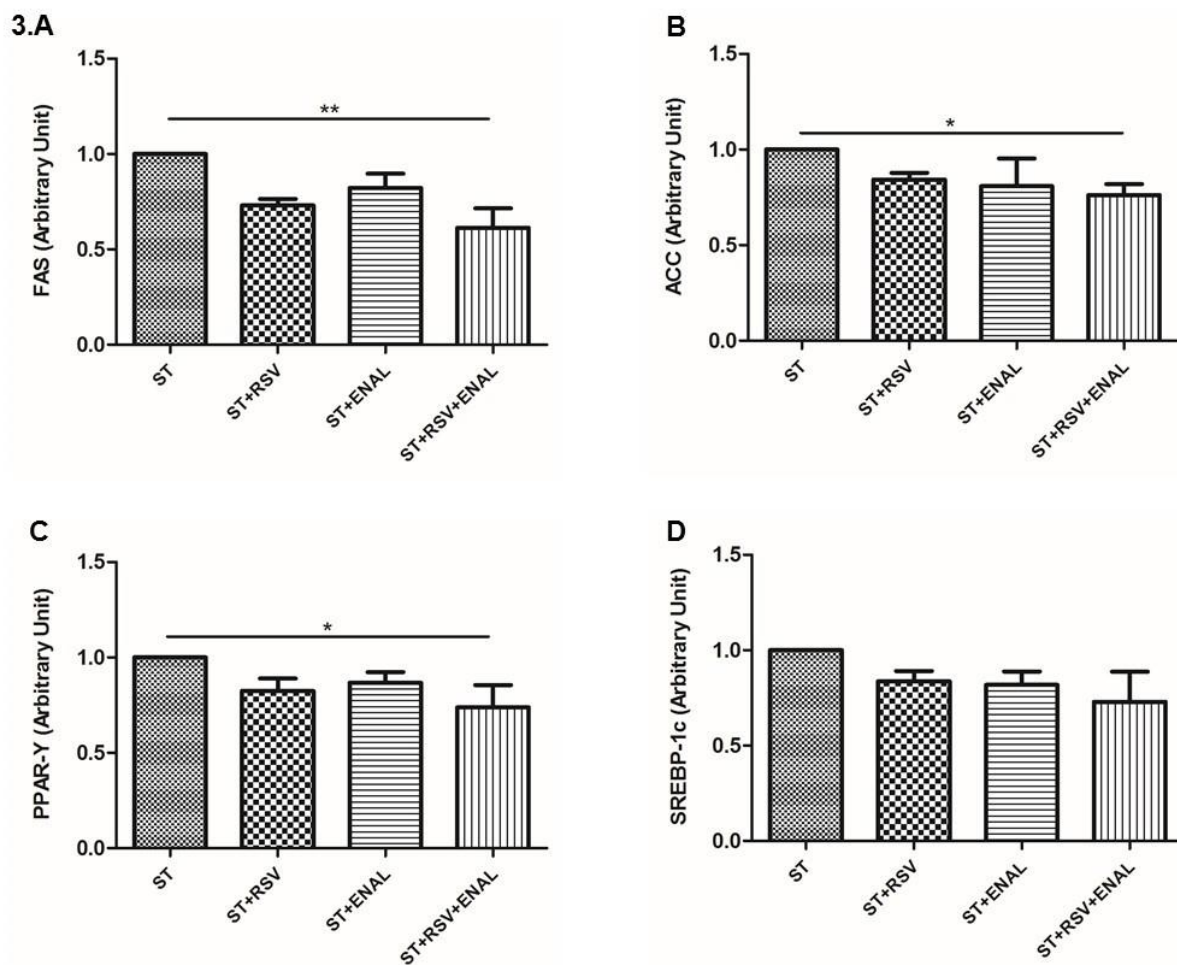 3.A
FAS (Arbitrary Unit)
1.5
1.0
0.5
0.0
**
ST
ST+RSV
ST+ENAL
ST+RSV+ENAL
B
ACC (Arbitrary Unit)
1.5
1.0
0.5
0.0
*
ST
ST+RSV
ST+ENAL
ST+RSV+ENAL
C
PPAR-Y (Arbitrary Unit)
1.5
1.0
0.5
0.0
*
ST
ST+RSV
ST+ENAL
ST+RSV+ENAL
D
SREBP-1c (Arbitrary Unit)
1.5
1.0
0.5
0.0
ST
ST+RSV
ST+ENAL
ST+RSV+ENAL